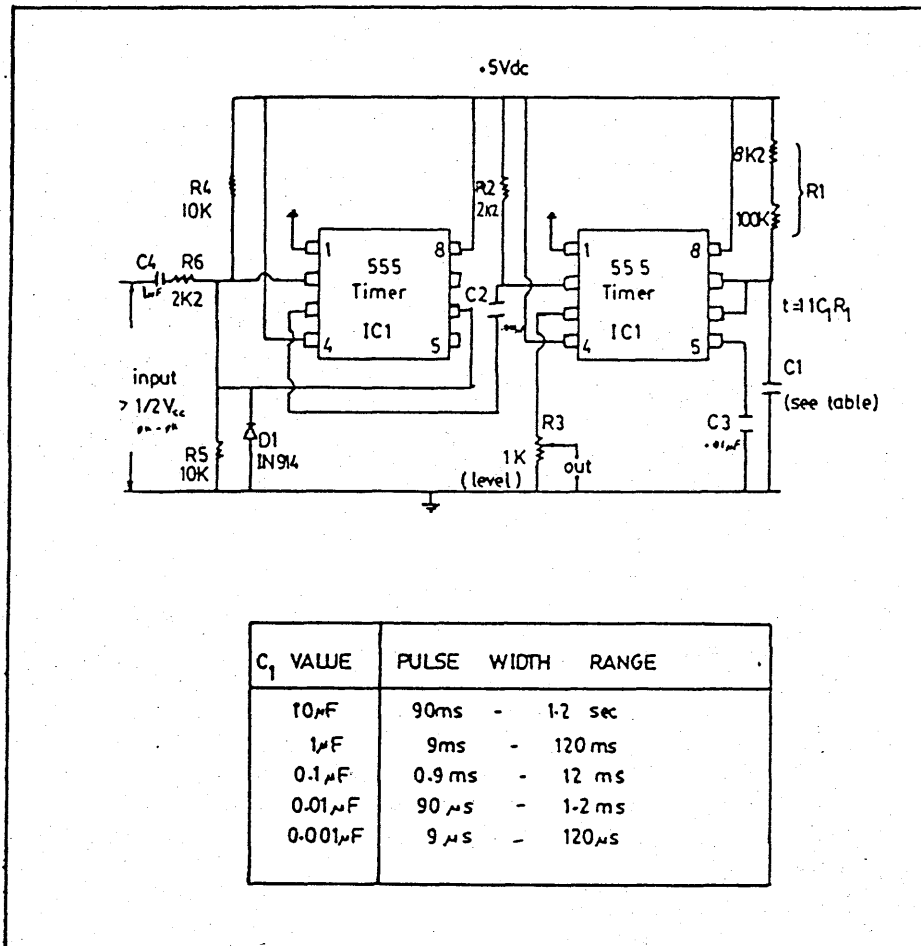 .5Vdc
R4
10K
R2
2K2
8K2
100K
R1
C4
1µF
R6
2K2
1
8
555
Timer
IC1
4
5
C2
1
8
555
Timer
IC1
4
5
t=1 1C₁R₁
C1
(see table)
input
> 1/2 Vcc
pk - pk
R5
10K
D1
IN914
R3
1K
(level)
out
C3
.01µF
C₁ VALUE PULSE WIDTH RANGE
10µF 90ms - 1.2 sec
1µF 9ms - 120 ms
0.1µF 0.9 ms - 12 ms
0.01µF 90 µs - 1.2 ms
0.001µF 9 µs - 120µs